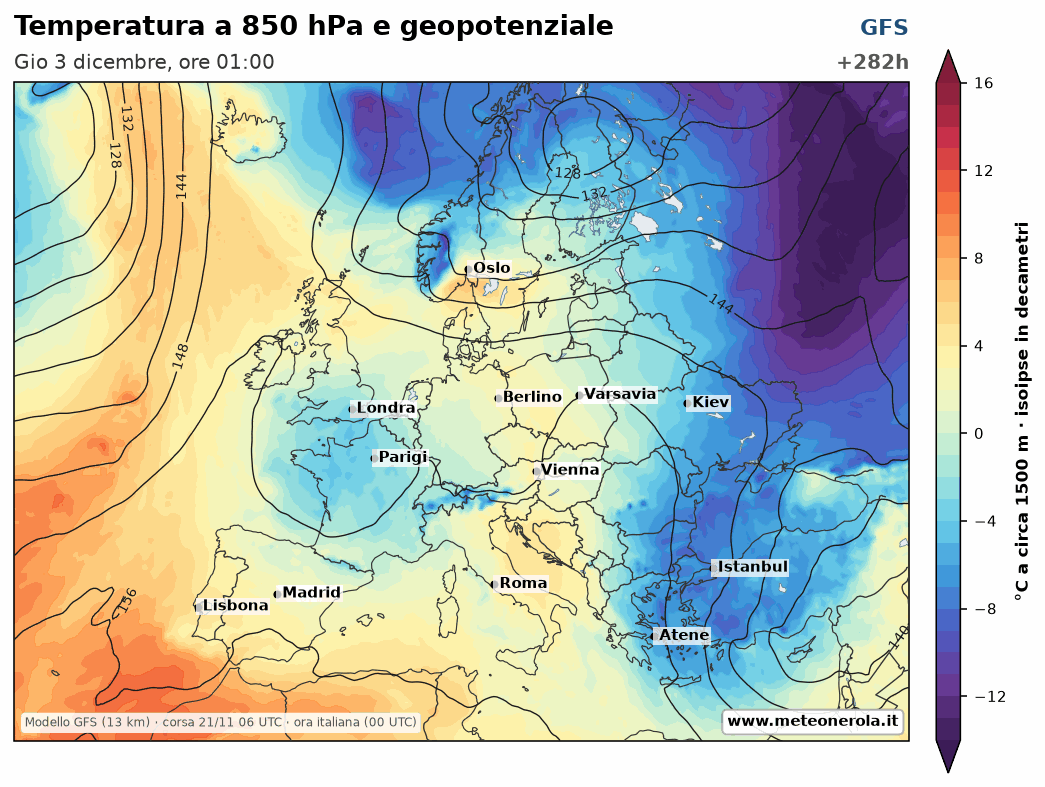 Temperatura a 850 hPa e geopotenziale
GFS
Gio 3 dicembre, ore 01:00
+282h
132
128
144
128
132
Oslo
144
148
Berlino
Varsavia
Kiev
Londra
Parigi
Vienna
Istanbul
Roma
Madrid
Lisbona
156
Atene
140
Modello GFS (13 km) · corsa 21/11 06 UTC · ora italiana (00 UTC)
www.meteonerola.it
16
12
8
4
0
−4
−8
−12
°C a circa 1500 m · isoipse in decametri